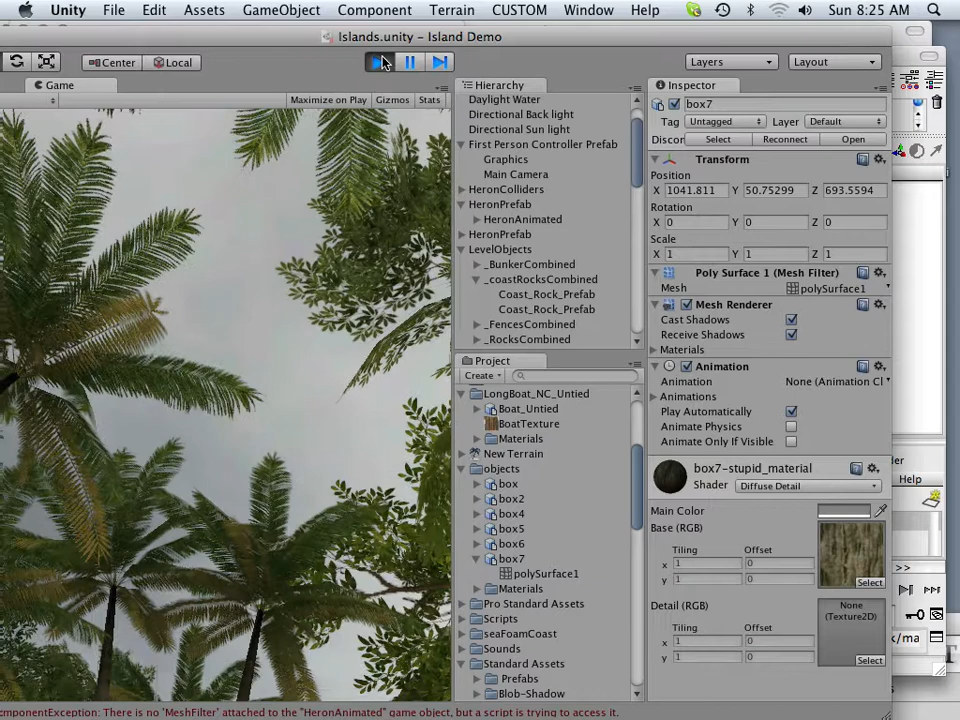 Unity File Edit Assets GameObject Component Terrain CUSTOM Window Help Sun 8:25 AM
Islands.unity – Island Demo
Center Local Layers Layout
Game
Maximize on Play Gizmos Stats
Hierarchy
Daylight Water
Directional Back light
Directional Sun light
First Person Controller Prefab
Graphics
Main Camera
HeronColliders
HeronPrefab
HeronAnimated
HeronPrefab
LevelObjects
_BunkerCombined
_coastRocksCombined
Coast_Rock_Prefab
Coast_Rock_Prefab
_FencesCombined
_RocksCombined
Project
Create
LongBoat_NC_Untied
Boat_Untied
BoatTexture
Materials
New Terrain
objects
box
box2
box4
box5
box6
box7
polySurface1
Materials
Pro Standard Assets
Scripts
seaFoamCoast
Sounds
Standard Assets
Prefabs
Blob-Shadow
Inspector
box7
Tag Untagged Layer Default
Discon Select Reconnect Open
Transform
Position
X 1041.811 Y 50.75299 Z 693.5594
Rotation
X 0 Y 0 Z 0
Scale
X 1 Y 1 Z 1
Poly Surface 1 (Mesh Filter)
Mesh polySurface1
Mesh Renderer
Cast Shadows
Receive Shadows
Materials
Animation
Animation None (Animation Cl
Animations
Play Automatically
Animate Physics
Animate Only If Visible
box7-stupid_material
Shader Diffuse Detail
Main Color
Base (RGB)
Tiling Offset
x 1 0
y 1 0
Select
Detail (RGB)
None
(Texture2D)
Tiling Offset
x 1 0
y 1 0
Select
Help
>>
k/ma
omponentException: There is no 'MeshFilter' attached to the "HeronAnimated" game object, but a script is trying to access it.